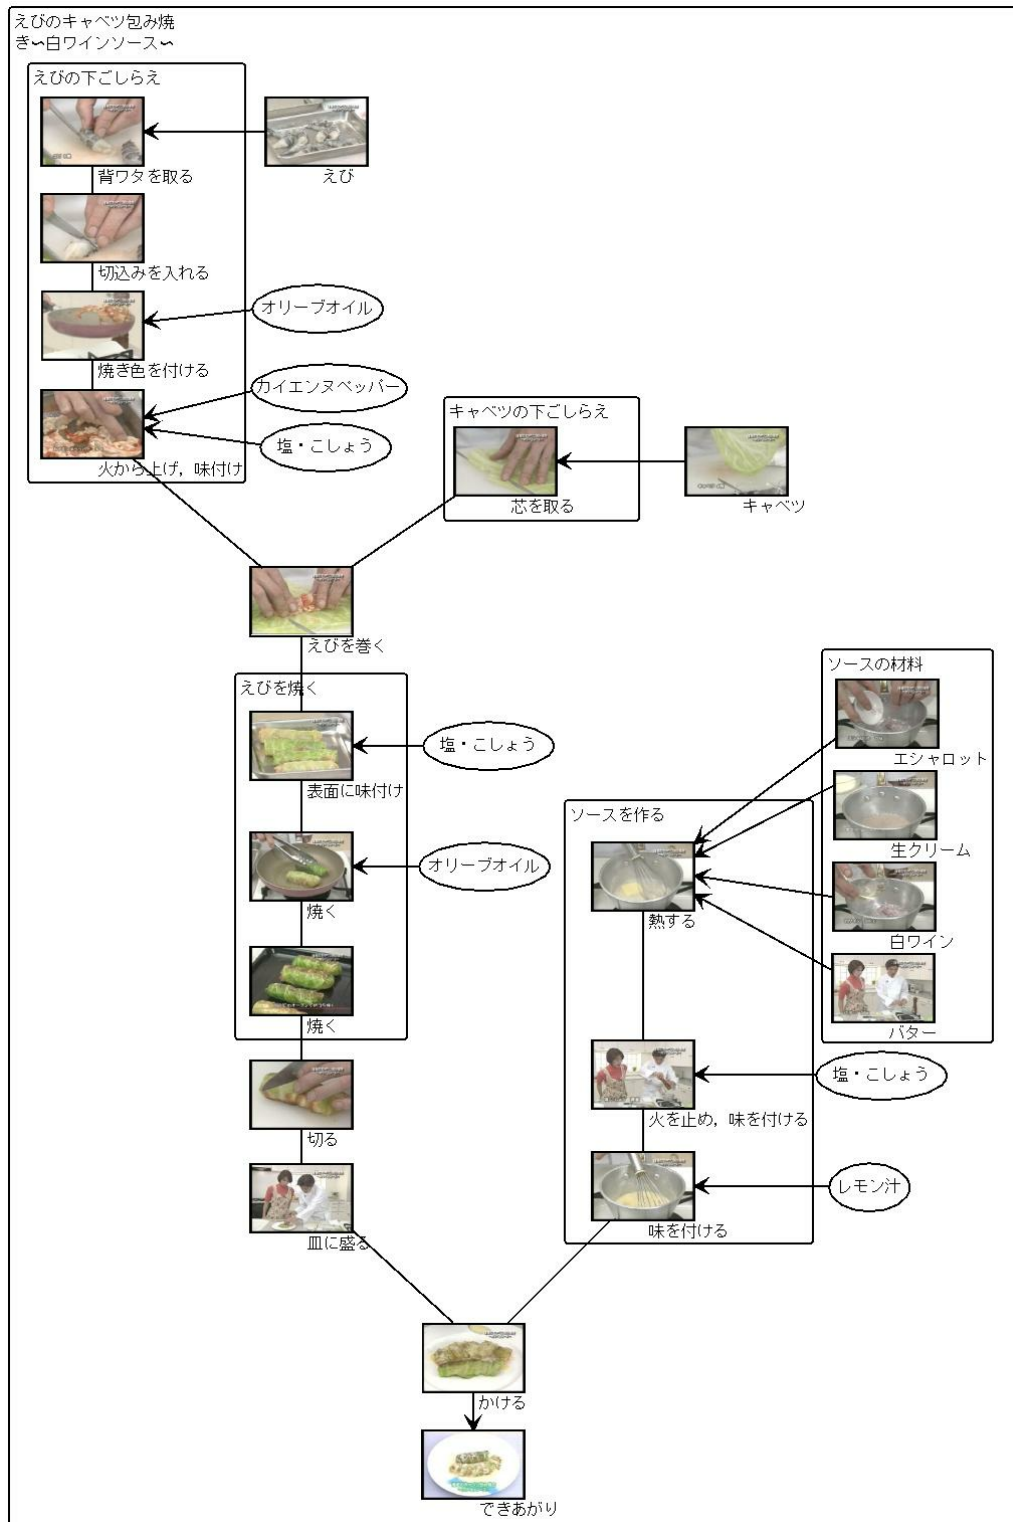 えびのキャベツ包み焼
き〜白ワインソース〜
えびの下ごしらえ
背ワタを取る
えび
切込みを入れる
オリーブオイル
焼き色を付ける
カイエンヌペッパー
塩・こしょう
火から上げ，味付け
キャベツの下ごしらえ
芯を取る
キャベツ
えびを巻く
えびを焼く
塩・こしょう
表面に味付け
オリーブオイル
焼く
焼く
切る
皿に盛る
ソースの材料
エシャロット
生クリーム
白ワイン
バター
ソースを作る
熱する
塩・こしょう
火を止め，味を付ける
レモン汁
味を付ける
かける
できあがり